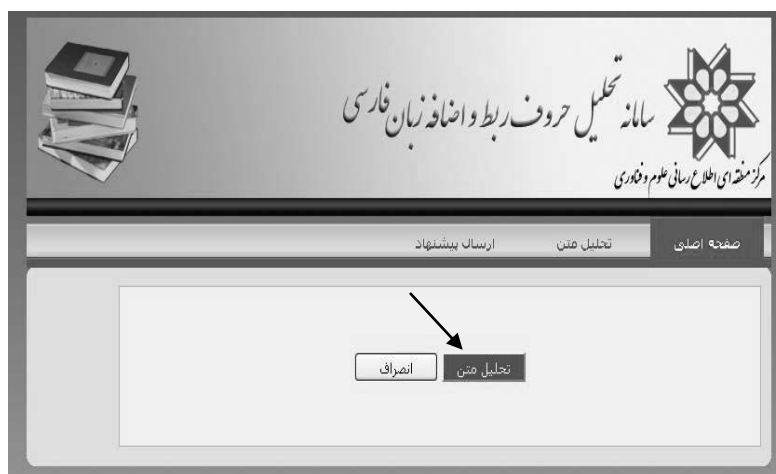 سامانه تحلیل حروف ربط و اضافه زبان فارسی
مرکز منطقه ای اطلاع رسانی علوم و فناوری
صفحه اصلی
تحلیل متن
ارسال پیشنهاد
تحلیل متن
انصراف